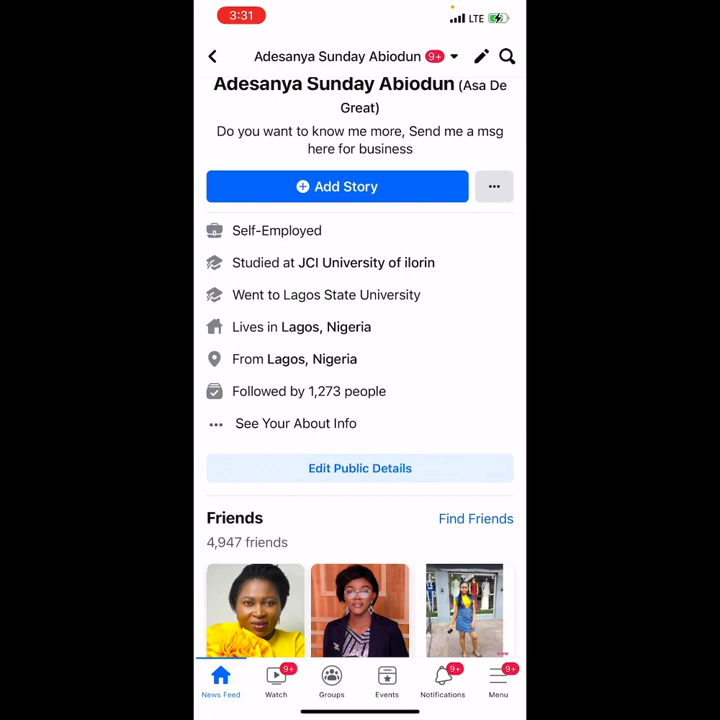 3:31
LTE
Adesanya Sunday Abiodun 9+
Adesanya Sunday Abiodun (Asa De
Great)
Do you want to know me more, Send me a msg
here for business
Add Story
Self-Employed
Studied at JCI University of ilorin
Went to Lagos State University
Lives in Lagos, Nigeria
From Lagos, Nigeria
Followed by 1,273 people
See Your About Info
Edit Public Details
Friends
Find Friends
4,947 friends
9+
9+
9+
News Feed
Watch
Groups
Events
Notifications
Menu